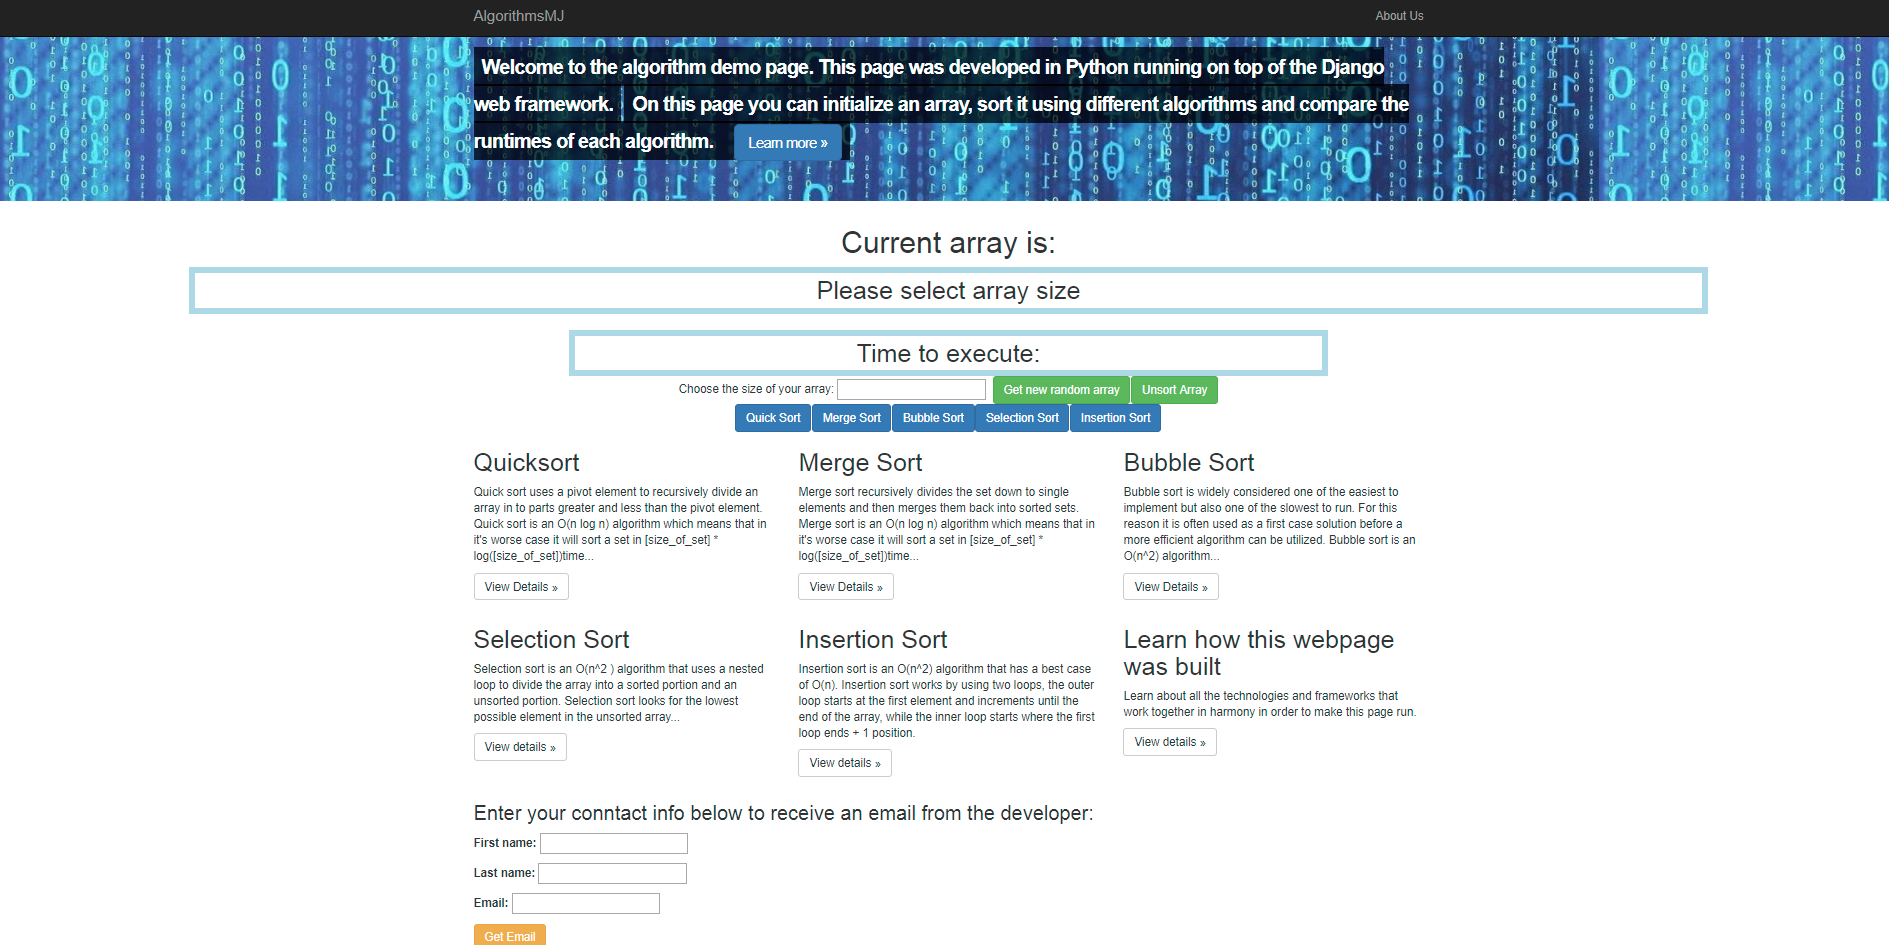 AlgorithmsMJ
About Us
Welcome to the algorithm demo page. This page was developed in Python running on top of the Django
web framework. On this page you can initialize an array, sort it using different algorithms and compare the
runtimes of each algorithm. Learn more »
Current array is:
Please select array size
Time to execute:
Choose the size of your array: Get new random array Unsort Array
Quick Sort Merge Sort Bubble Sort Selection Sort Insertion Sort
Quicksort
Quick sort uses a pivot element to recursively divide an
array in to parts greater and less than the pivot element.
Quick sort is an O(n log n) algorithm which means that in
it's worse case it will sort a set in [size_of_set] *
log([size_of_set])time...
View Details »
Merge Sort
Merge sort recursively divides the set down to single
elements and then merges them back into sorted sets.
Merge sort is an O(n log n) algorithm which means that in
it's worse case it will sort a set in [size_of_set] *
log([size_of_set])time...
View Details »
Bubble Sort
Bubble sort is widely considered one of the easiest to
implement but also one of the slowest to run. For this
reason it is often used as a first case solution before a
more efficient algorithm can be utilized. Bubble sort is an
O(n^2) algorithm...
View Details »
Selection Sort
Selection sort is an O(n^2 ) algorithm that uses a nested
loop to divide the array into a sorted portion and an
unsorted portion. Selection sort looks for the lowest
possible element in the unsorted array...
View details »
Insertion Sort
Insertion sort is an O(n^2) algorithm that has a best case
of O(n). Insertion sort works by using two loops, the outer
loop starts at the first element and increments until the
end of the array, while the inner loop starts where the first
loop ends + 1 position.
View details »
Learn how this webpage
was built
Learn about all the technologies and frameworks that
work together in harmony in order to make this page run.
View details »
Enter your conntact info below to receive an email from the developer:
First name:
Last name:
Email:
Get Email